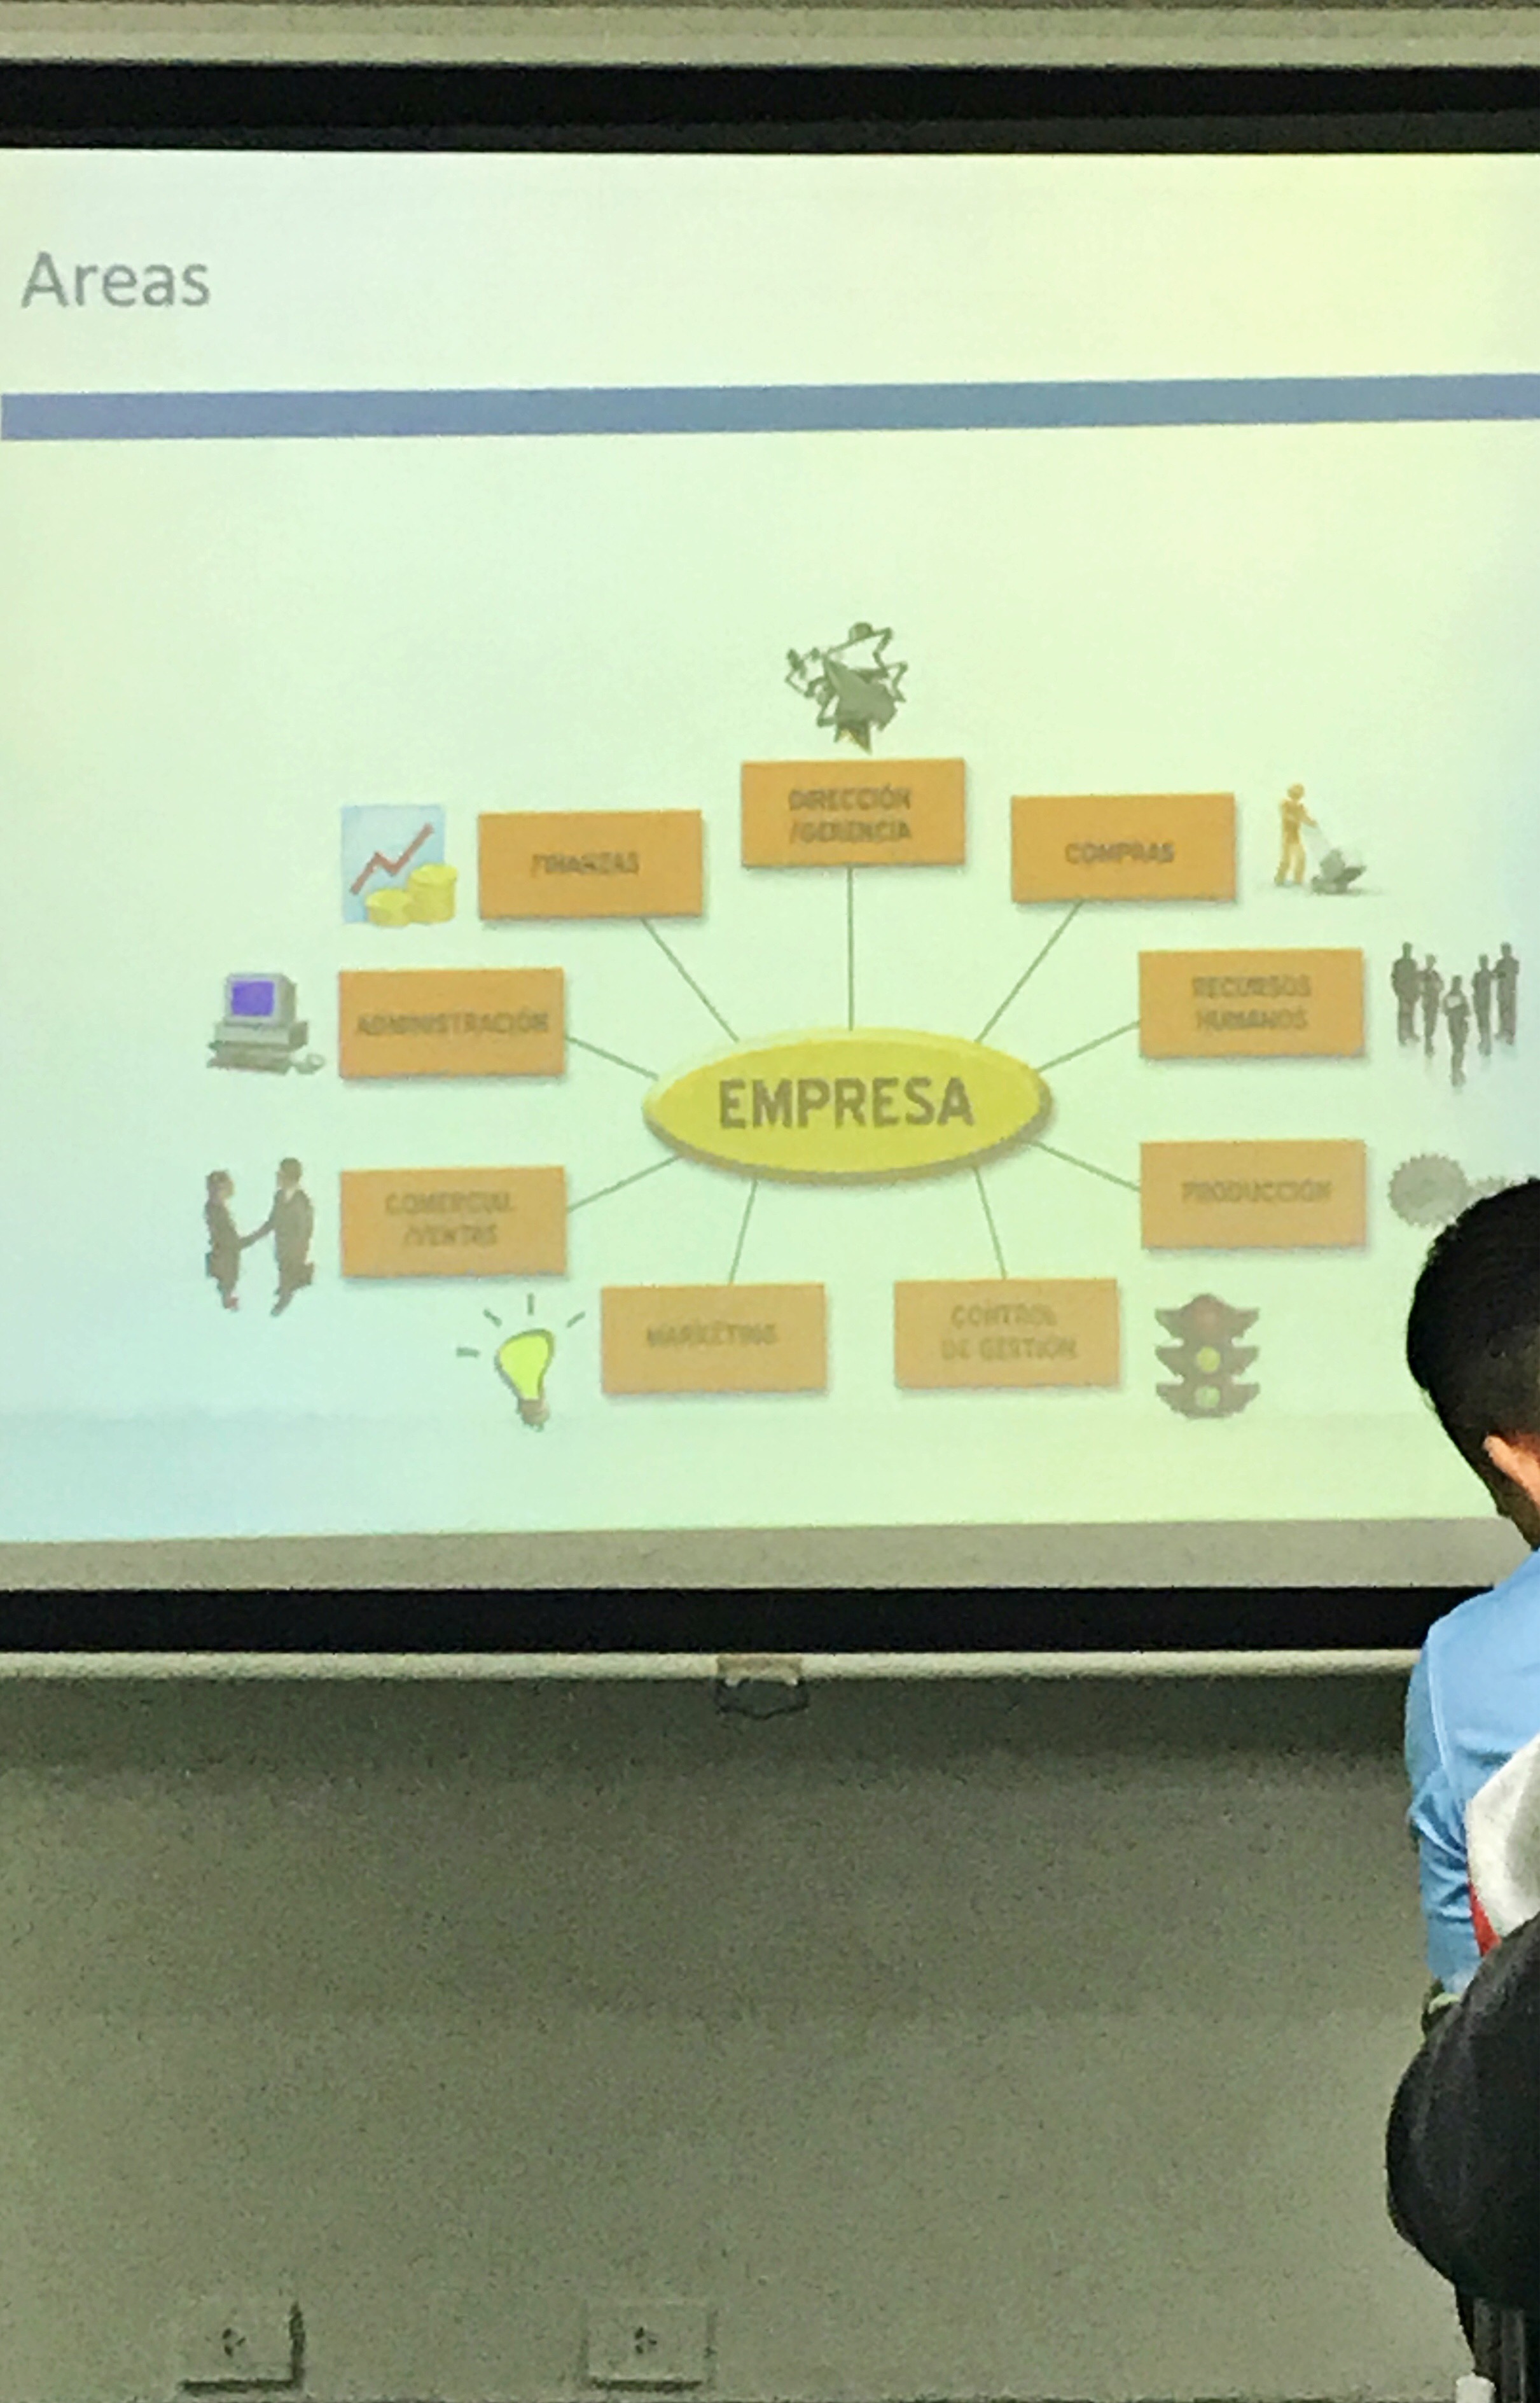 Areas
DIRECCIÓN
/GERENCIA
FINANZAS
COMPRAS
ADMINISTRACIÓN
RECURSOS
HUMANOS
EMPRESA
COMERCIAL
/VENTAS
PRODUCCIÓN
MARKETING
CONTROL
DE GESTIÓN